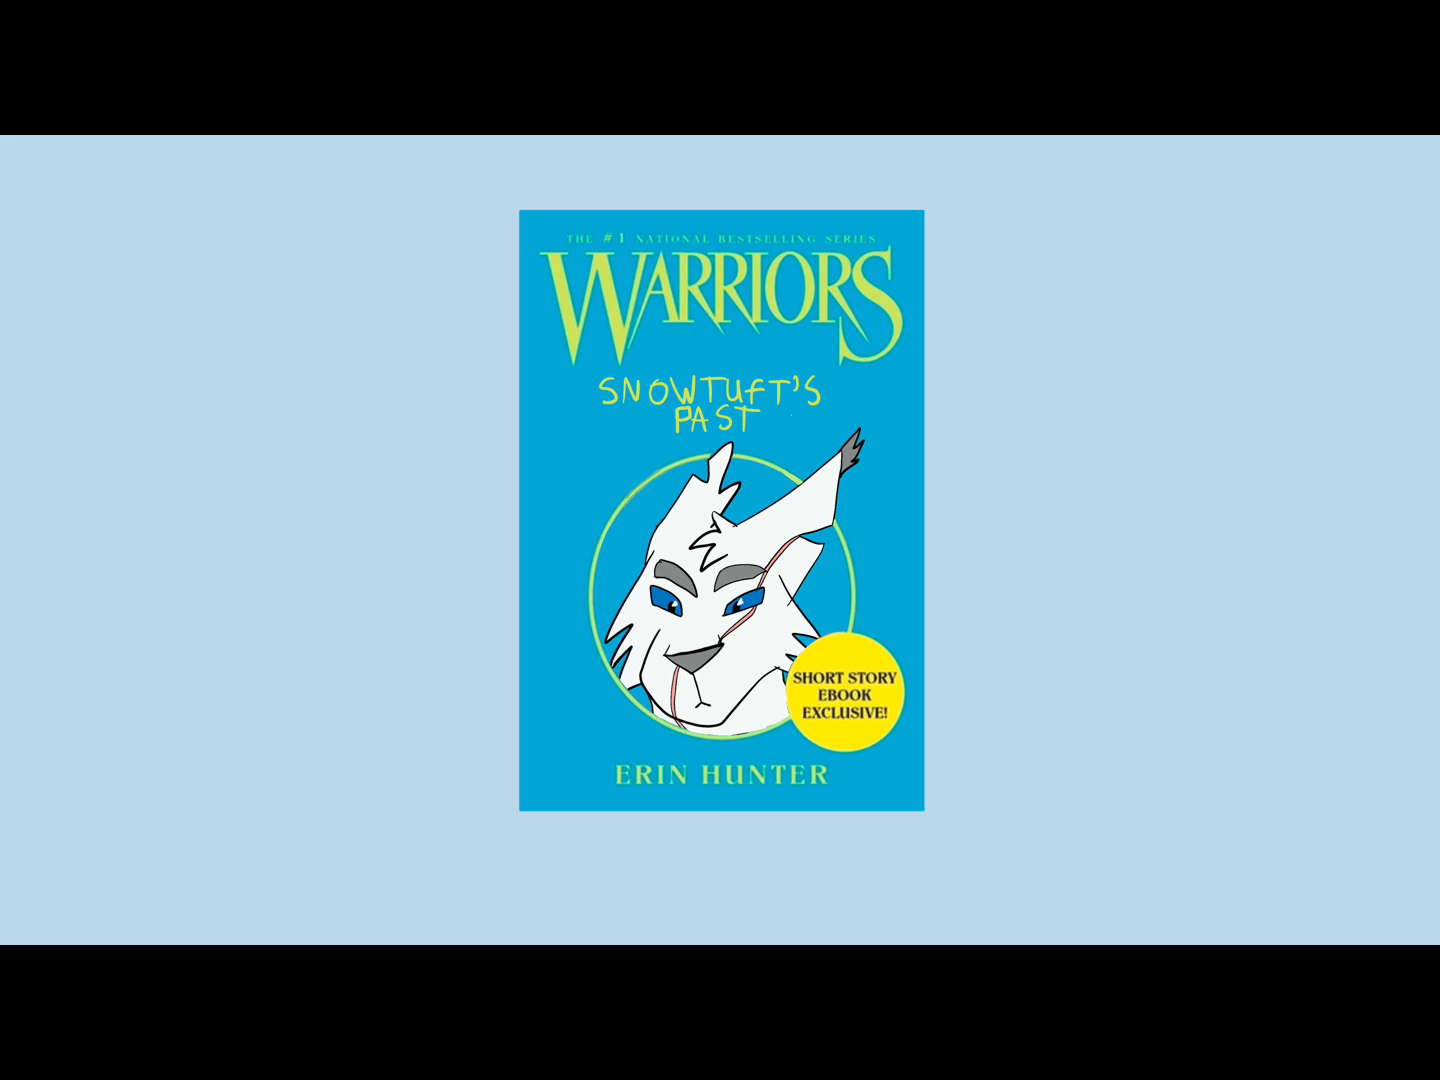 THE #1 NATIONAL BESTSELLING SERIES
WARRIORS
SNOWTUFT'S
PAST
SHORT STORY
EBOOK
EXCLUSIVE!
ERIN HUNTER